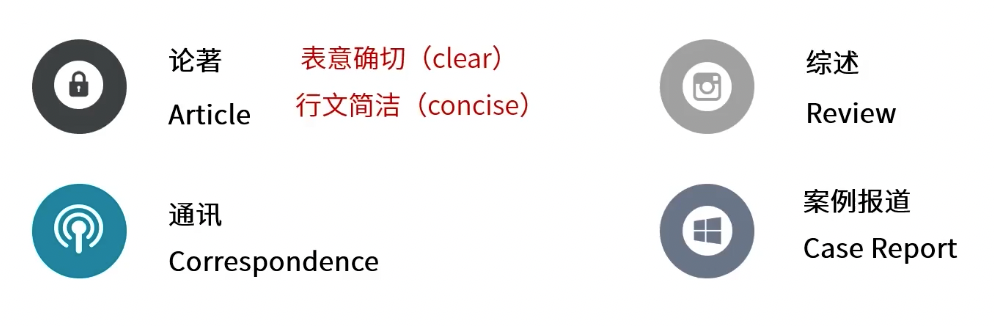 论著
Article
表意确切（clear）
行文简洁（concise）
综述
Review
通讯
Correspondence
案例报道
Case Report